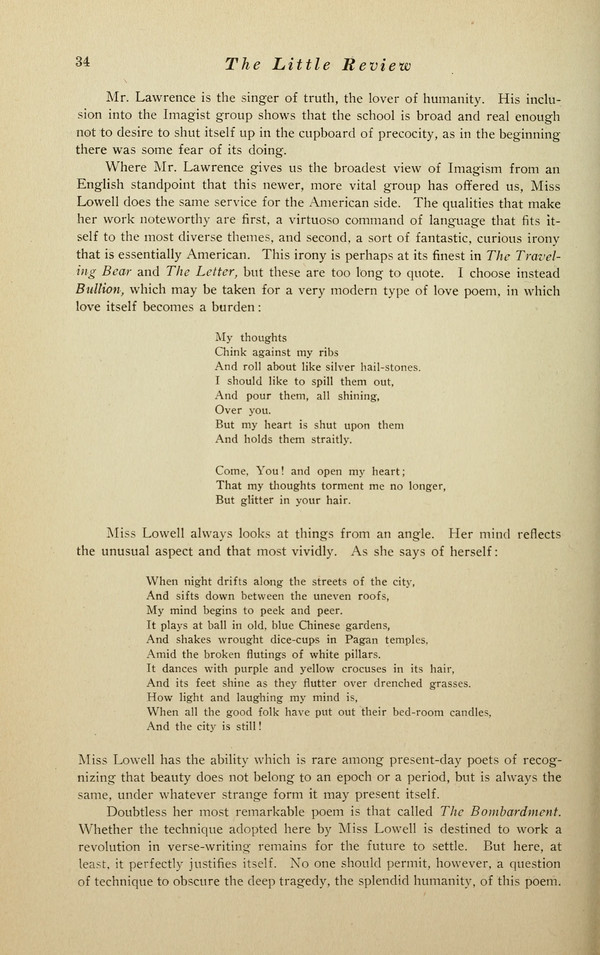 34
The Little Review
Mr. Lawrence is the singer of truth, the lover of humanity. His inclu-
sion into the Imagist group shows that the school is broad and real enough
not to desire to shut itself up in the cupboard of precocity, as in the beginning
there was some fear of its doing.
Where Mr. Lawrence gives us the broadest view of Imagism from an
English standpoint that this newer, more vital group has offered us, Miss
Lowell does the same service for the American side. The qualities that make
her work noteworthy are first, a virtuoso command of language that fits it-
self to the most diverse themes, and second, a sort of fantastic, curious irony
that is essentially American. This irony is perhaps at its finest in The Travel-
ing Bear and The Letter, but these are too long to quote. I choose instead
Bullion, which may be taken for a very modern type of love poem, in which
love itself becomes a burden:
My thoughts
Chink against my ribs
And roll about like silver hail-stones.
I should like to spill them out,
And pour them, all shining,
Over you.
But my heart is shut upon them
And holds them straitly.
Come, You! and open my heart;
That my thoughts torment me no longer,
But glitter in your hair.
Miss Lowell always looks at things from an angle. Her mind reflects
the unusual aspect and that most vividly. As she says of herself:
When night drifts along the streets of the city,
And sifts down between the uneven roofs,
My mind begins to peek and peer.
It plays at ball in old, blue Chinese gardens,
And shakes wrought dice-cups in Pagan temples,
Amid the broken flutings of white pillars.
It dances with purple and yellow crocuses in its hair,
And its feet shine as they flutter over drenched grasses.
How light and laughing my mind is,
When all the good folk have put out their bed-room candles,
And the city is still!
Miss Lowell has the ability which is rare among present-day poets of recog-
nizing that beauty does not belong to an epoch or a period, but is always the
same, under whatever strange form it may present itself.
Doubtless her most remarkable poem is that called The Bombardment.
Whether the technique adopted here by Miss Lowell is destined to work a
revolution in verse-writing remains for the future to settle. But here, at
least, it perfectly justifies itself. No one should permit, however, a question
of technique to obscure the deep tragedy, the splendid humanity, of this poem.